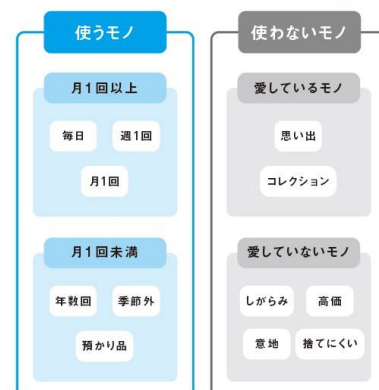 使うモノ
月1回以上
毎日
週1回
月1回
月1回未満
年数回
季節外
預かり品
使わないモノ
愛しているモノ
思い出
コレクション
愛していないモノ
しがらみ
高価
意地
捨てにくい